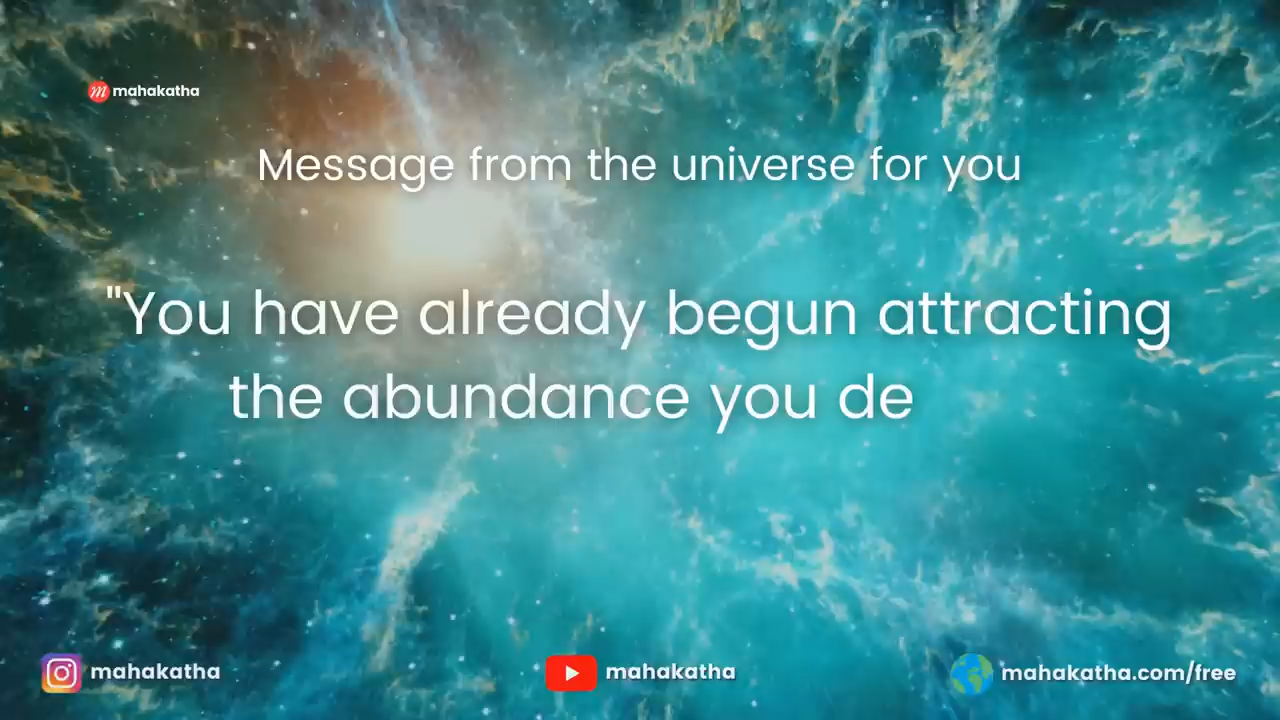 mahakatha
Message from the universe for you
"You have already begun attracting
the abundance you de
mahakatha
mahakatha
mahakatha.com/free